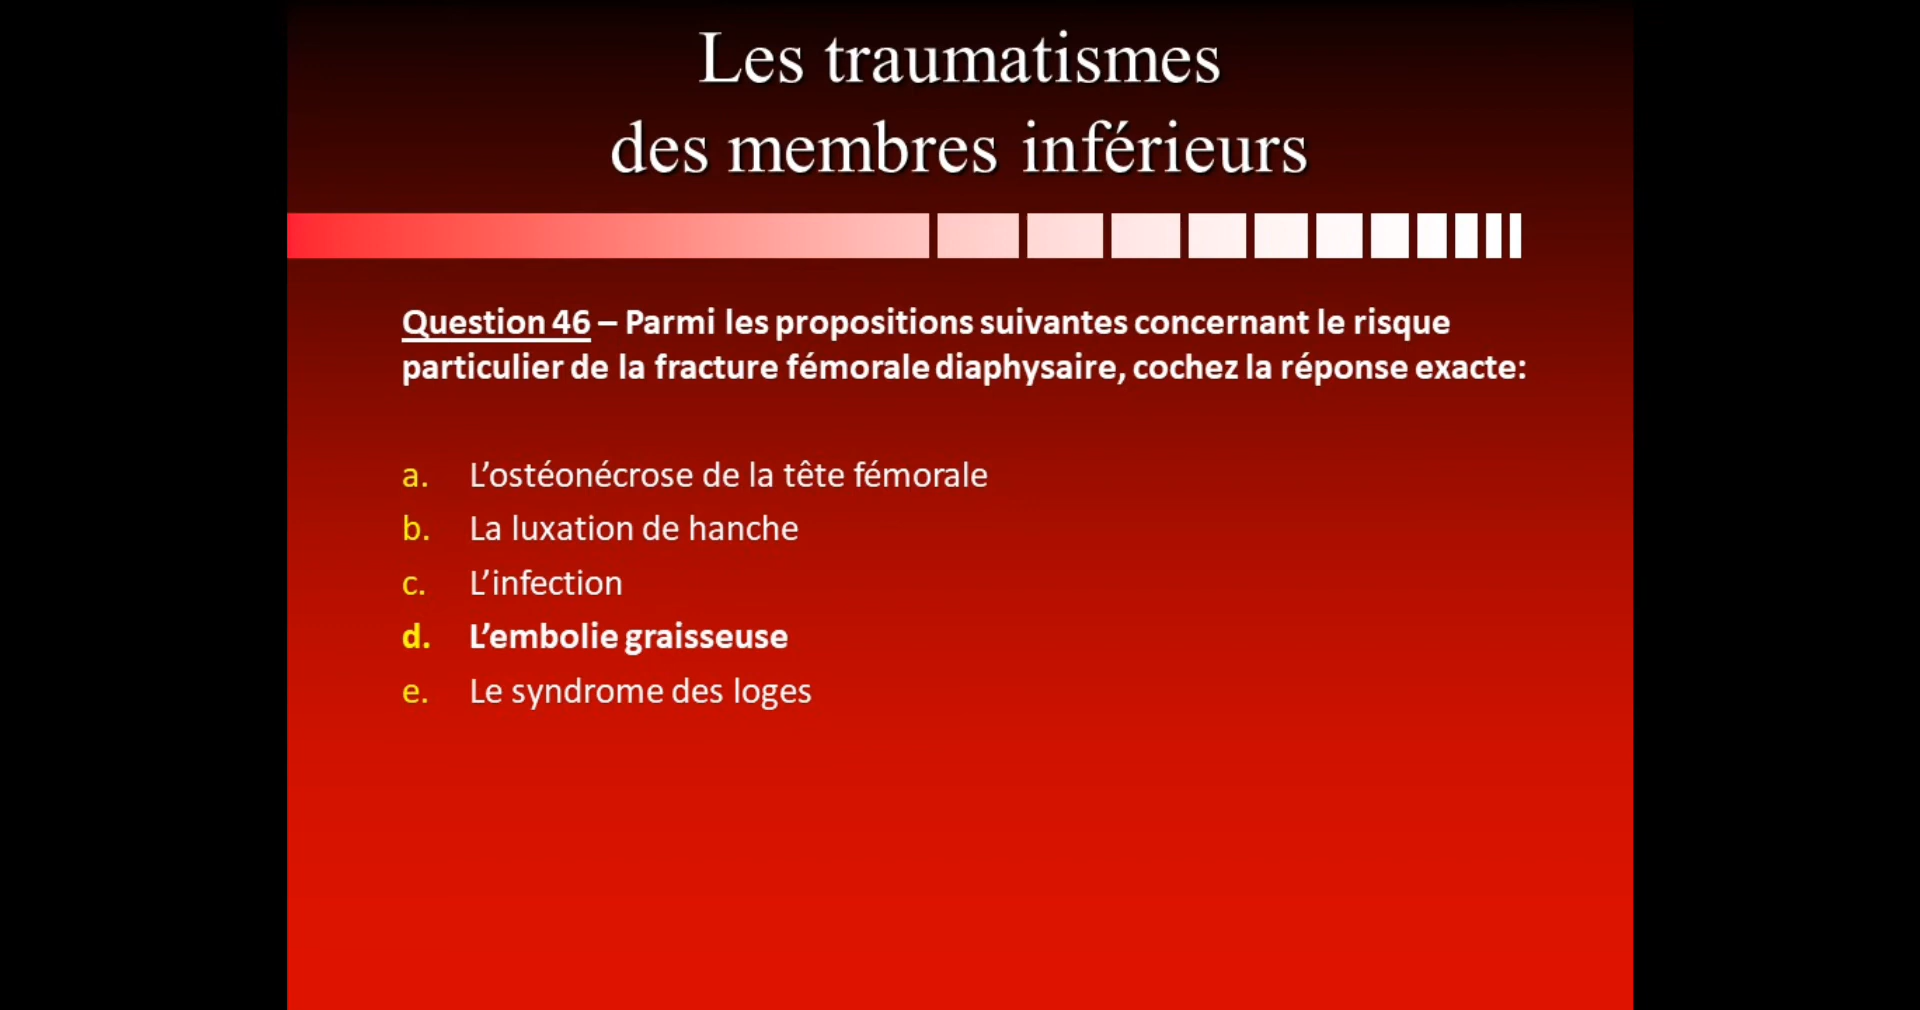 Les traumatismes
des membres inférieurs
Question 46 – Parmi les propositions suivantes concernant le risque
particulier de la fracture fémorale diaphysaire, cochez la réponse exacte:
a. L’ostéonécrose de la tête fémorale
b. La luxation de hanche
c. L’infection
d. L’embolie graisseuse
e. Le syndrome des loges